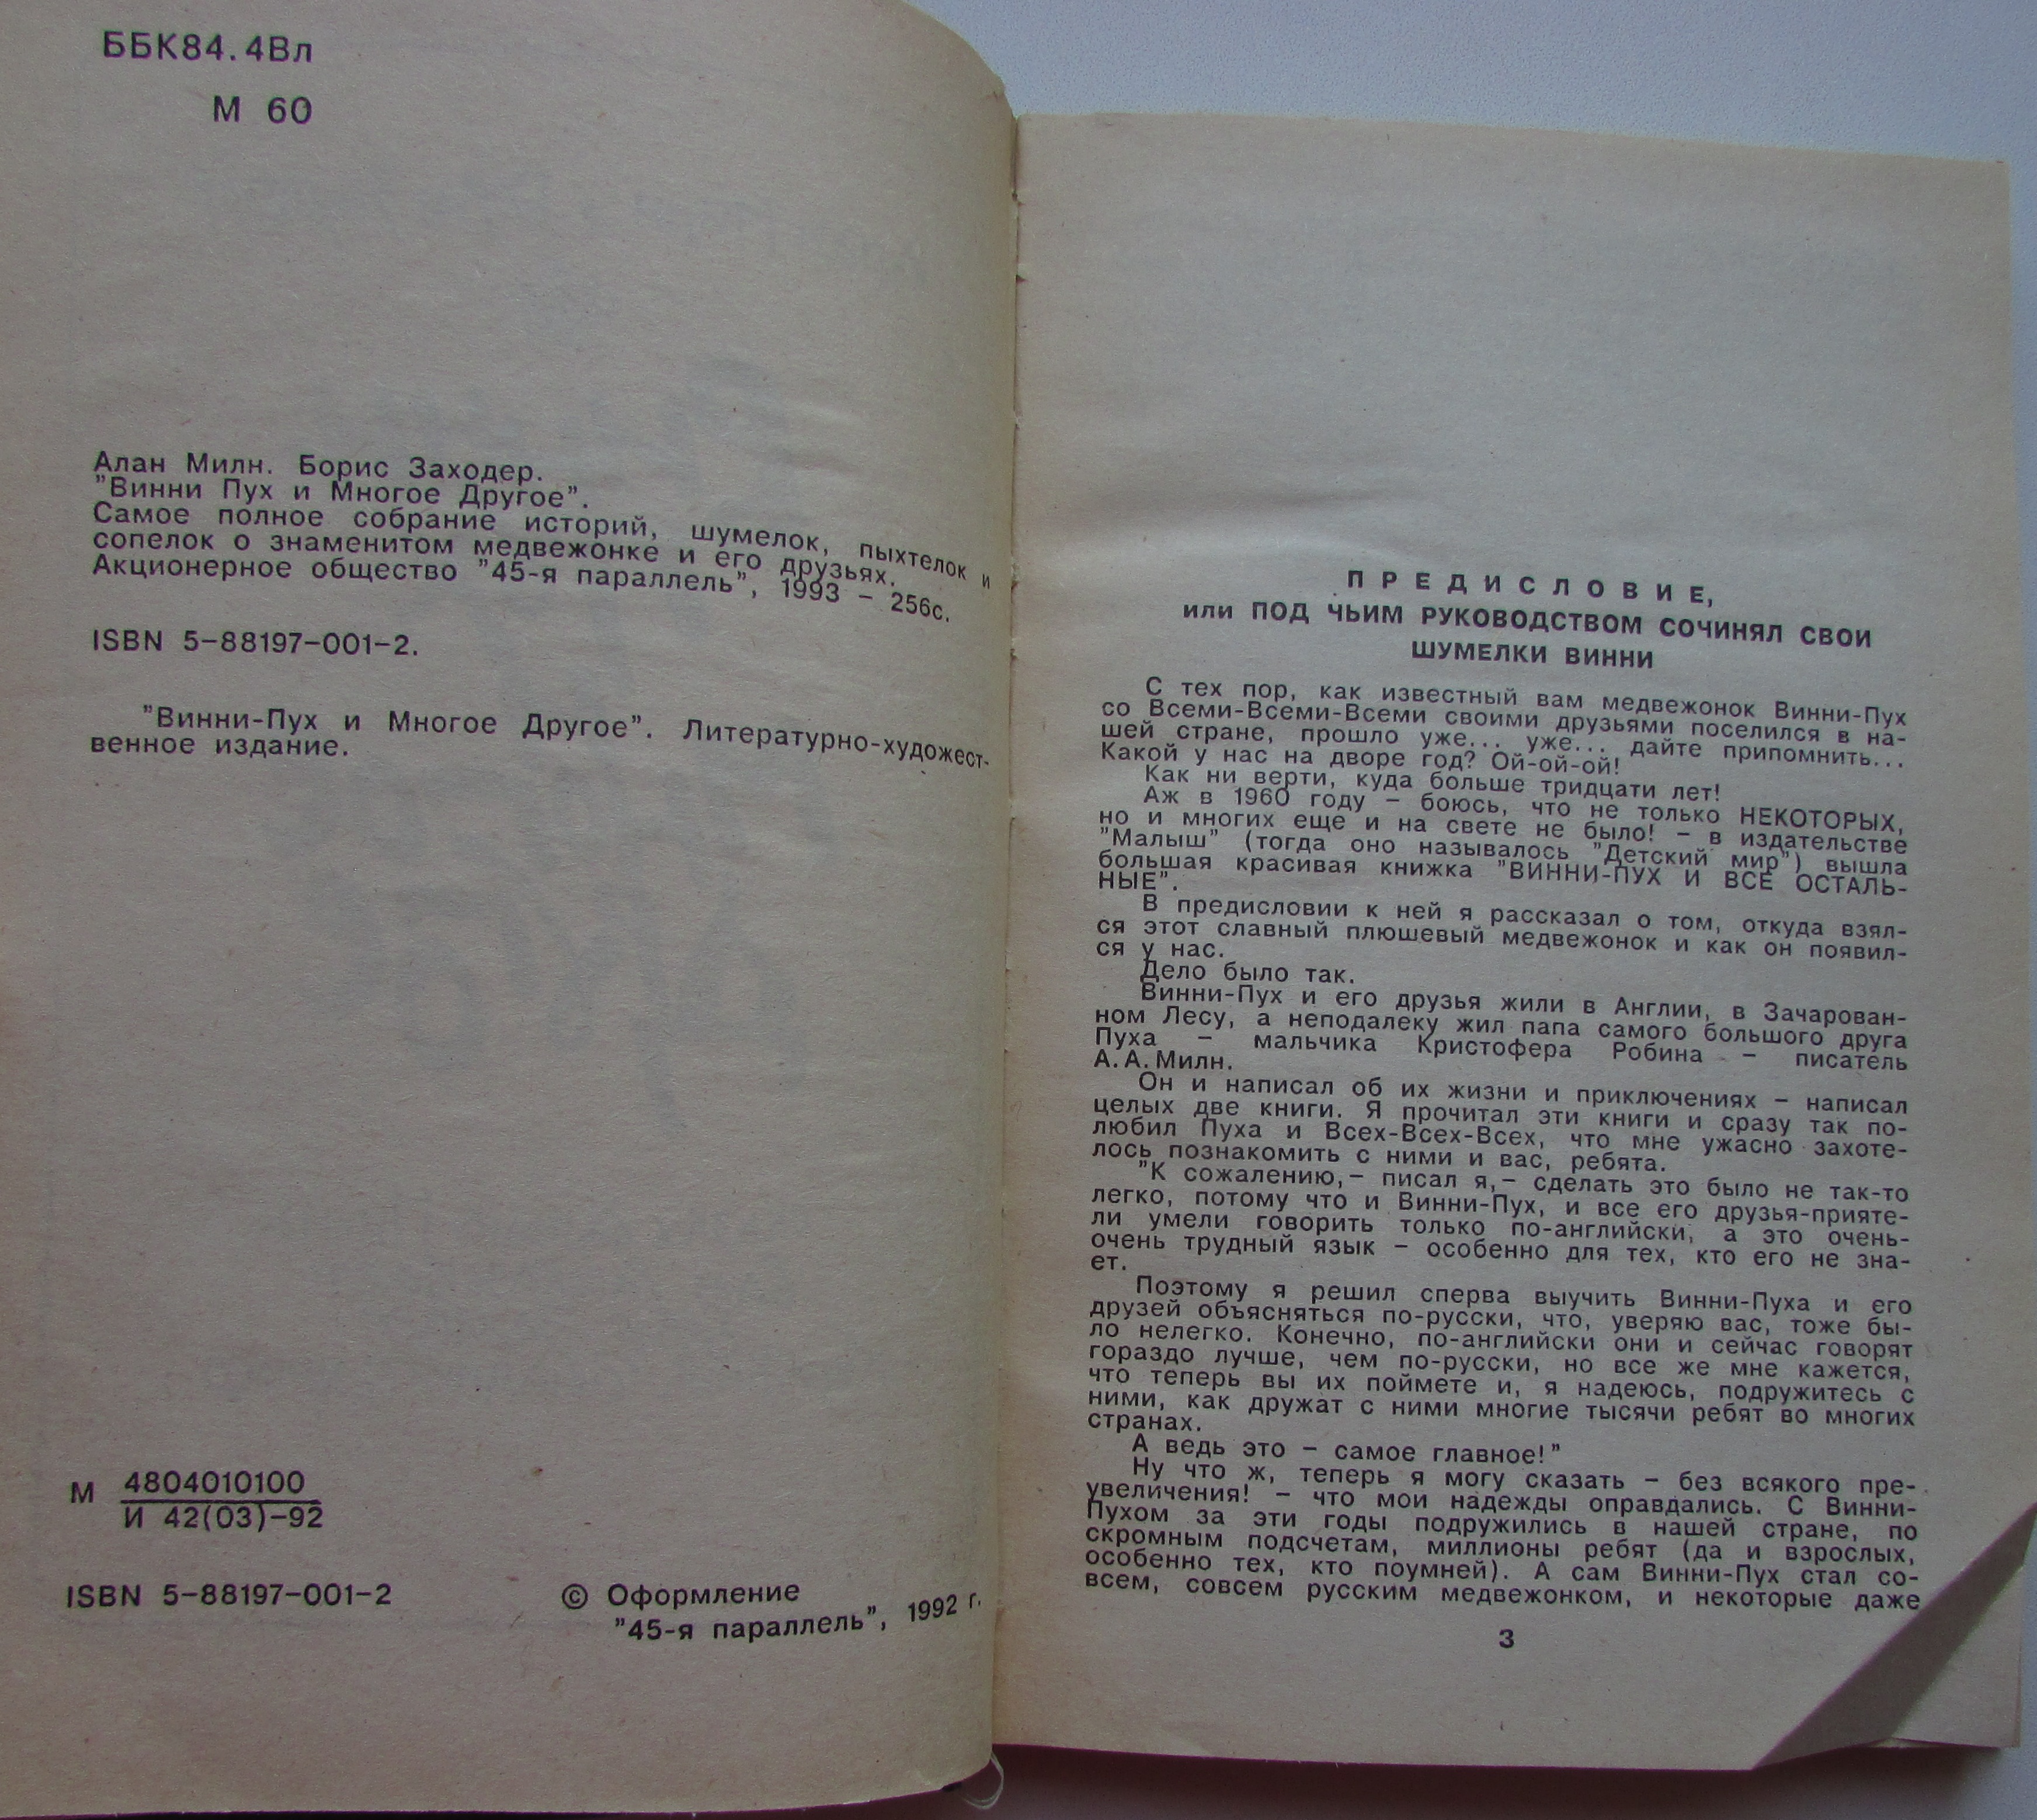 ББК84.4Вл
М 60
Алан Милн. Борис Заходер.
"Винни Пух и Многое Другое".
Самое полное собрание историй, шумелок, пыхтелок и
сопелок о знаменитом медвежонке и его друзьях.
Акционерное общество "45-я параллель", 1993 – 256с.
ISBN 5–88197–001–2.
"Винни-Пух и Многое Другое". Литературно-художест-
венное издание.
М 4804010100
И 42(03)–92
ISBN 5–88197–001–2
© Оформление
"45-я параллель", 1992 г.
ПРЕДИСЛОВИЕ,
или ПОД ЧЬИМ РУКОВОДСТВОМ СОЧИНЯЛ СВОИ
ШУМЕЛКИ ВИННИ
С тех пор, как известный вам медвежонок Винни-Пух
со Всеми-Всеми-Всеми своими друзьями поселился в на-
шей стране, прошло уже... уже... дайте припомнить...
Какой у нас на дворе год? Ой-ой-ой!
Как ни верти, куда больше тридцати лет!
Аж в 1960 году – боюсь, что не только НЕКОТОРЫХ,
но и многих еще и на свете не было! – в издательстве
"Малыш" (тогда оно называлось "Детский мир") вышла
большая красивая книжка "ВИННИ-ПУХ И ВСЕ ОСТАЛЬ-
НЫЕ".
В предисловии к ней я рассказал о том, откуда взял-
ся этот славный плюшевый медвежонок и как он появил-
ся у нас.
Дело было так.
Винни-Пух и его друзья жили в Англии, в Зачарован-
ном Лесу, а неподалеку жил папа самого большого друга
Пуха – мальчика Кристофера Робина – писатель
А.А.Милн.
Он и написал об их жизни и приключениях – написал
целых две книги. Я прочитал эти книги и сразу так по-
любил Пуха и Всех-Всех-Всех, что мне ужасно захоте-
лось познакомить с ними и вас, ребята.
"К сожалению,– писал я,– сделать это было не так-то
легко, потому что и Винни-Пух, и все его друзья-прияте-
ли умели говорить только по-английски, а это очень-
очень трудный язык – особенно для тех, кто его не зна-
ет.
Поэтому я решил сперва выучить Винни-Пуха и его
друзей объясняться по-русски, что, уверяю вас, тоже бы-
ло нелегко. Конечно, по-английски они и сейчас говорят
гораздо лучше, чем по-русски, но все же мне кажется,
что теперь вы их поймете и, я надеюсь, подружитесь с
ними, как дружат с ними многие тысячи ребят во многих
странах.
А ведь это – самое главное!"
Ну что ж, теперь я могу сказать – без всякого пре-
увеличения! – что мои надежды оправдались. С Винни-
Пухом за эти годы подружились в нашей стране, по
скромным подсчетам, миллионы ребят (да и взрослых,
особенно тех, кто поумней). А сам Винни-Пух стал со-
всем, совсем русским медвежонком, и некоторые даже
3